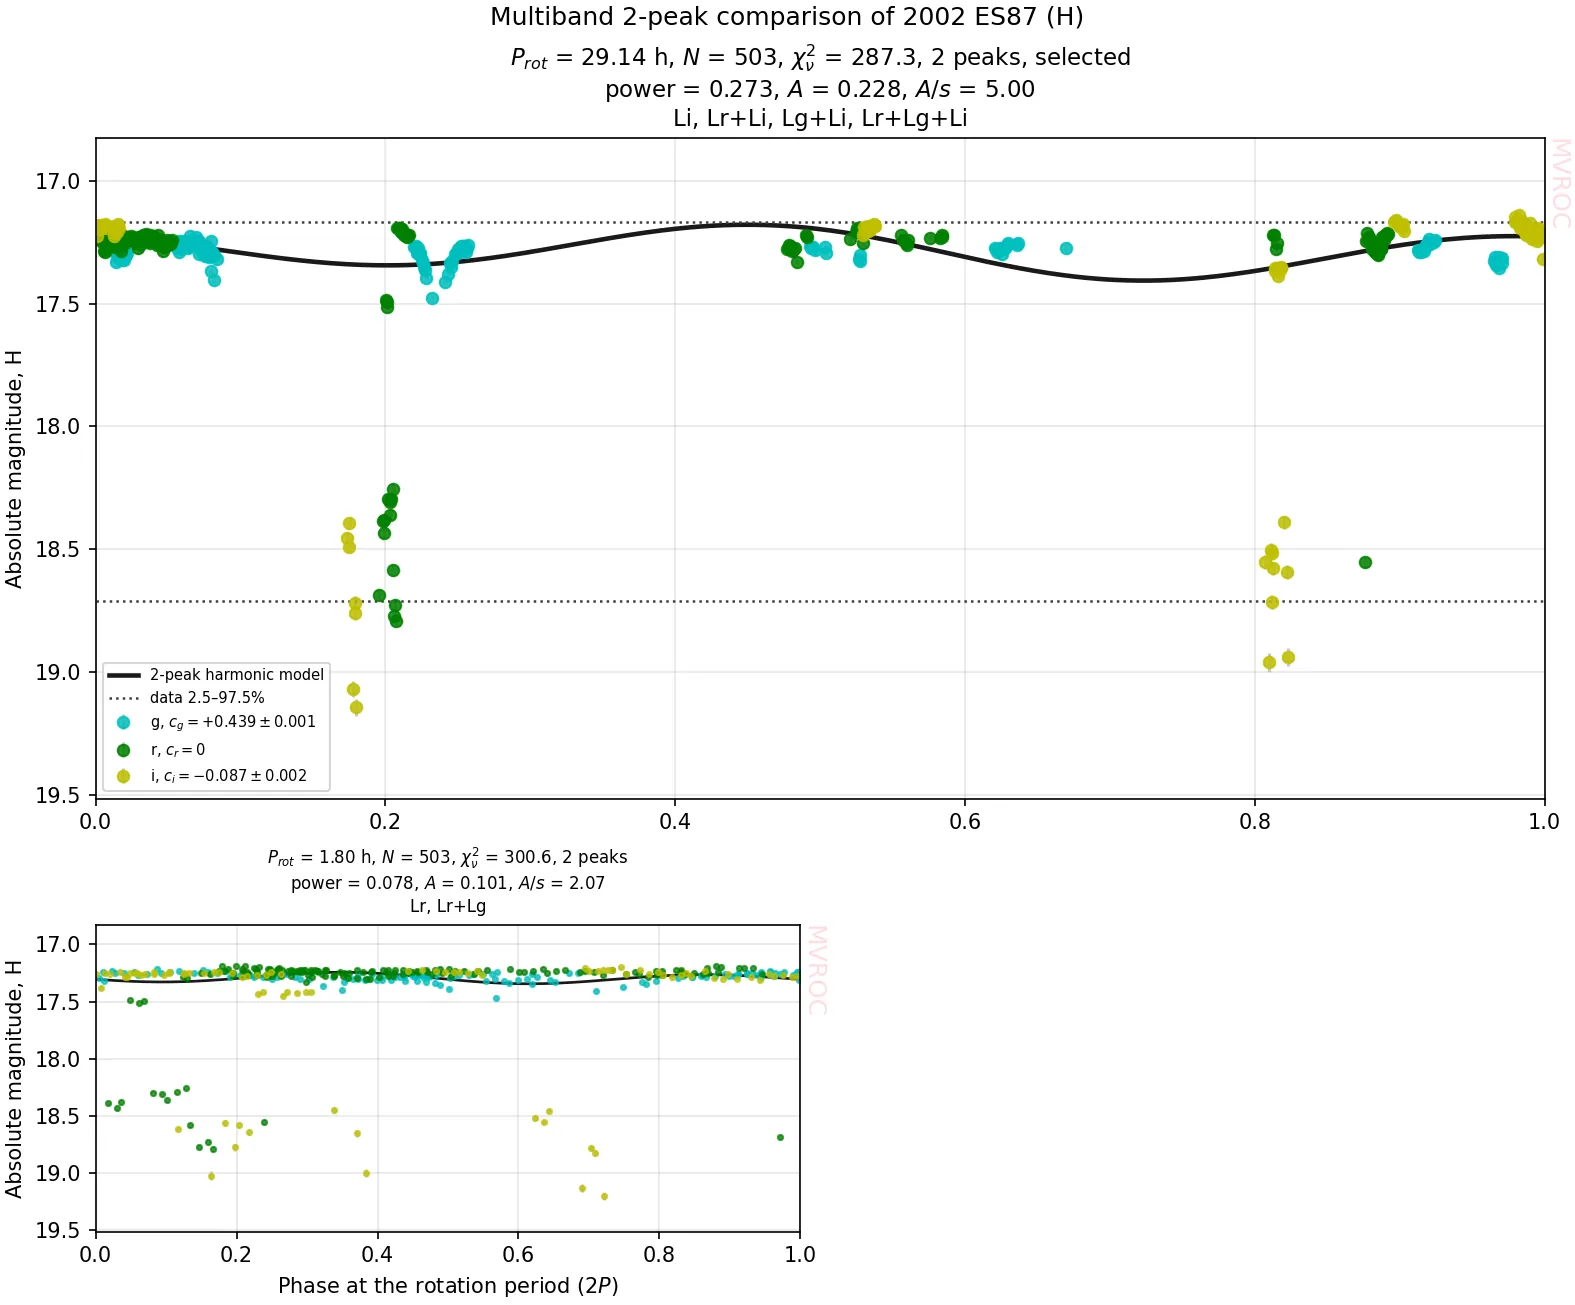 Multiband 2-peak comparison of 2002 ES87 (H)
P_rot = 29.14 h, N = 503, χ²_ν = 287.3, 2 peaks, selected
power = 0.273, A = 0.228, A/s = 5.00
Li, Lr+Li, Lg+Li, Lr+Lg+Li
MVROC
Absolute magnitude, H
17.0
17.5
18.0
18.5
19.0
19.5
2-peak harmonic model
data 2.5–97.5%
g, c_g = +0.439 ± 0.001
r, c_r = 0
i, c_i = −0.087 ± 0.002
0.0 0.2 0.4 0.6 0.8 1.0
P_rot = 1.80 h, N = 503, χ²_ν = 300.6, 2 peaks
power = 0.078, A = 0.101, A/s = 2.07
Lr, Lr+Lg
MVROC
Absolute magnitude, H
17.0
17.5
18.0
18.5
19.0
19.5
0.0 0.2 0.4 0.6 0.8 1.0
Phase at the rotation period (2P)